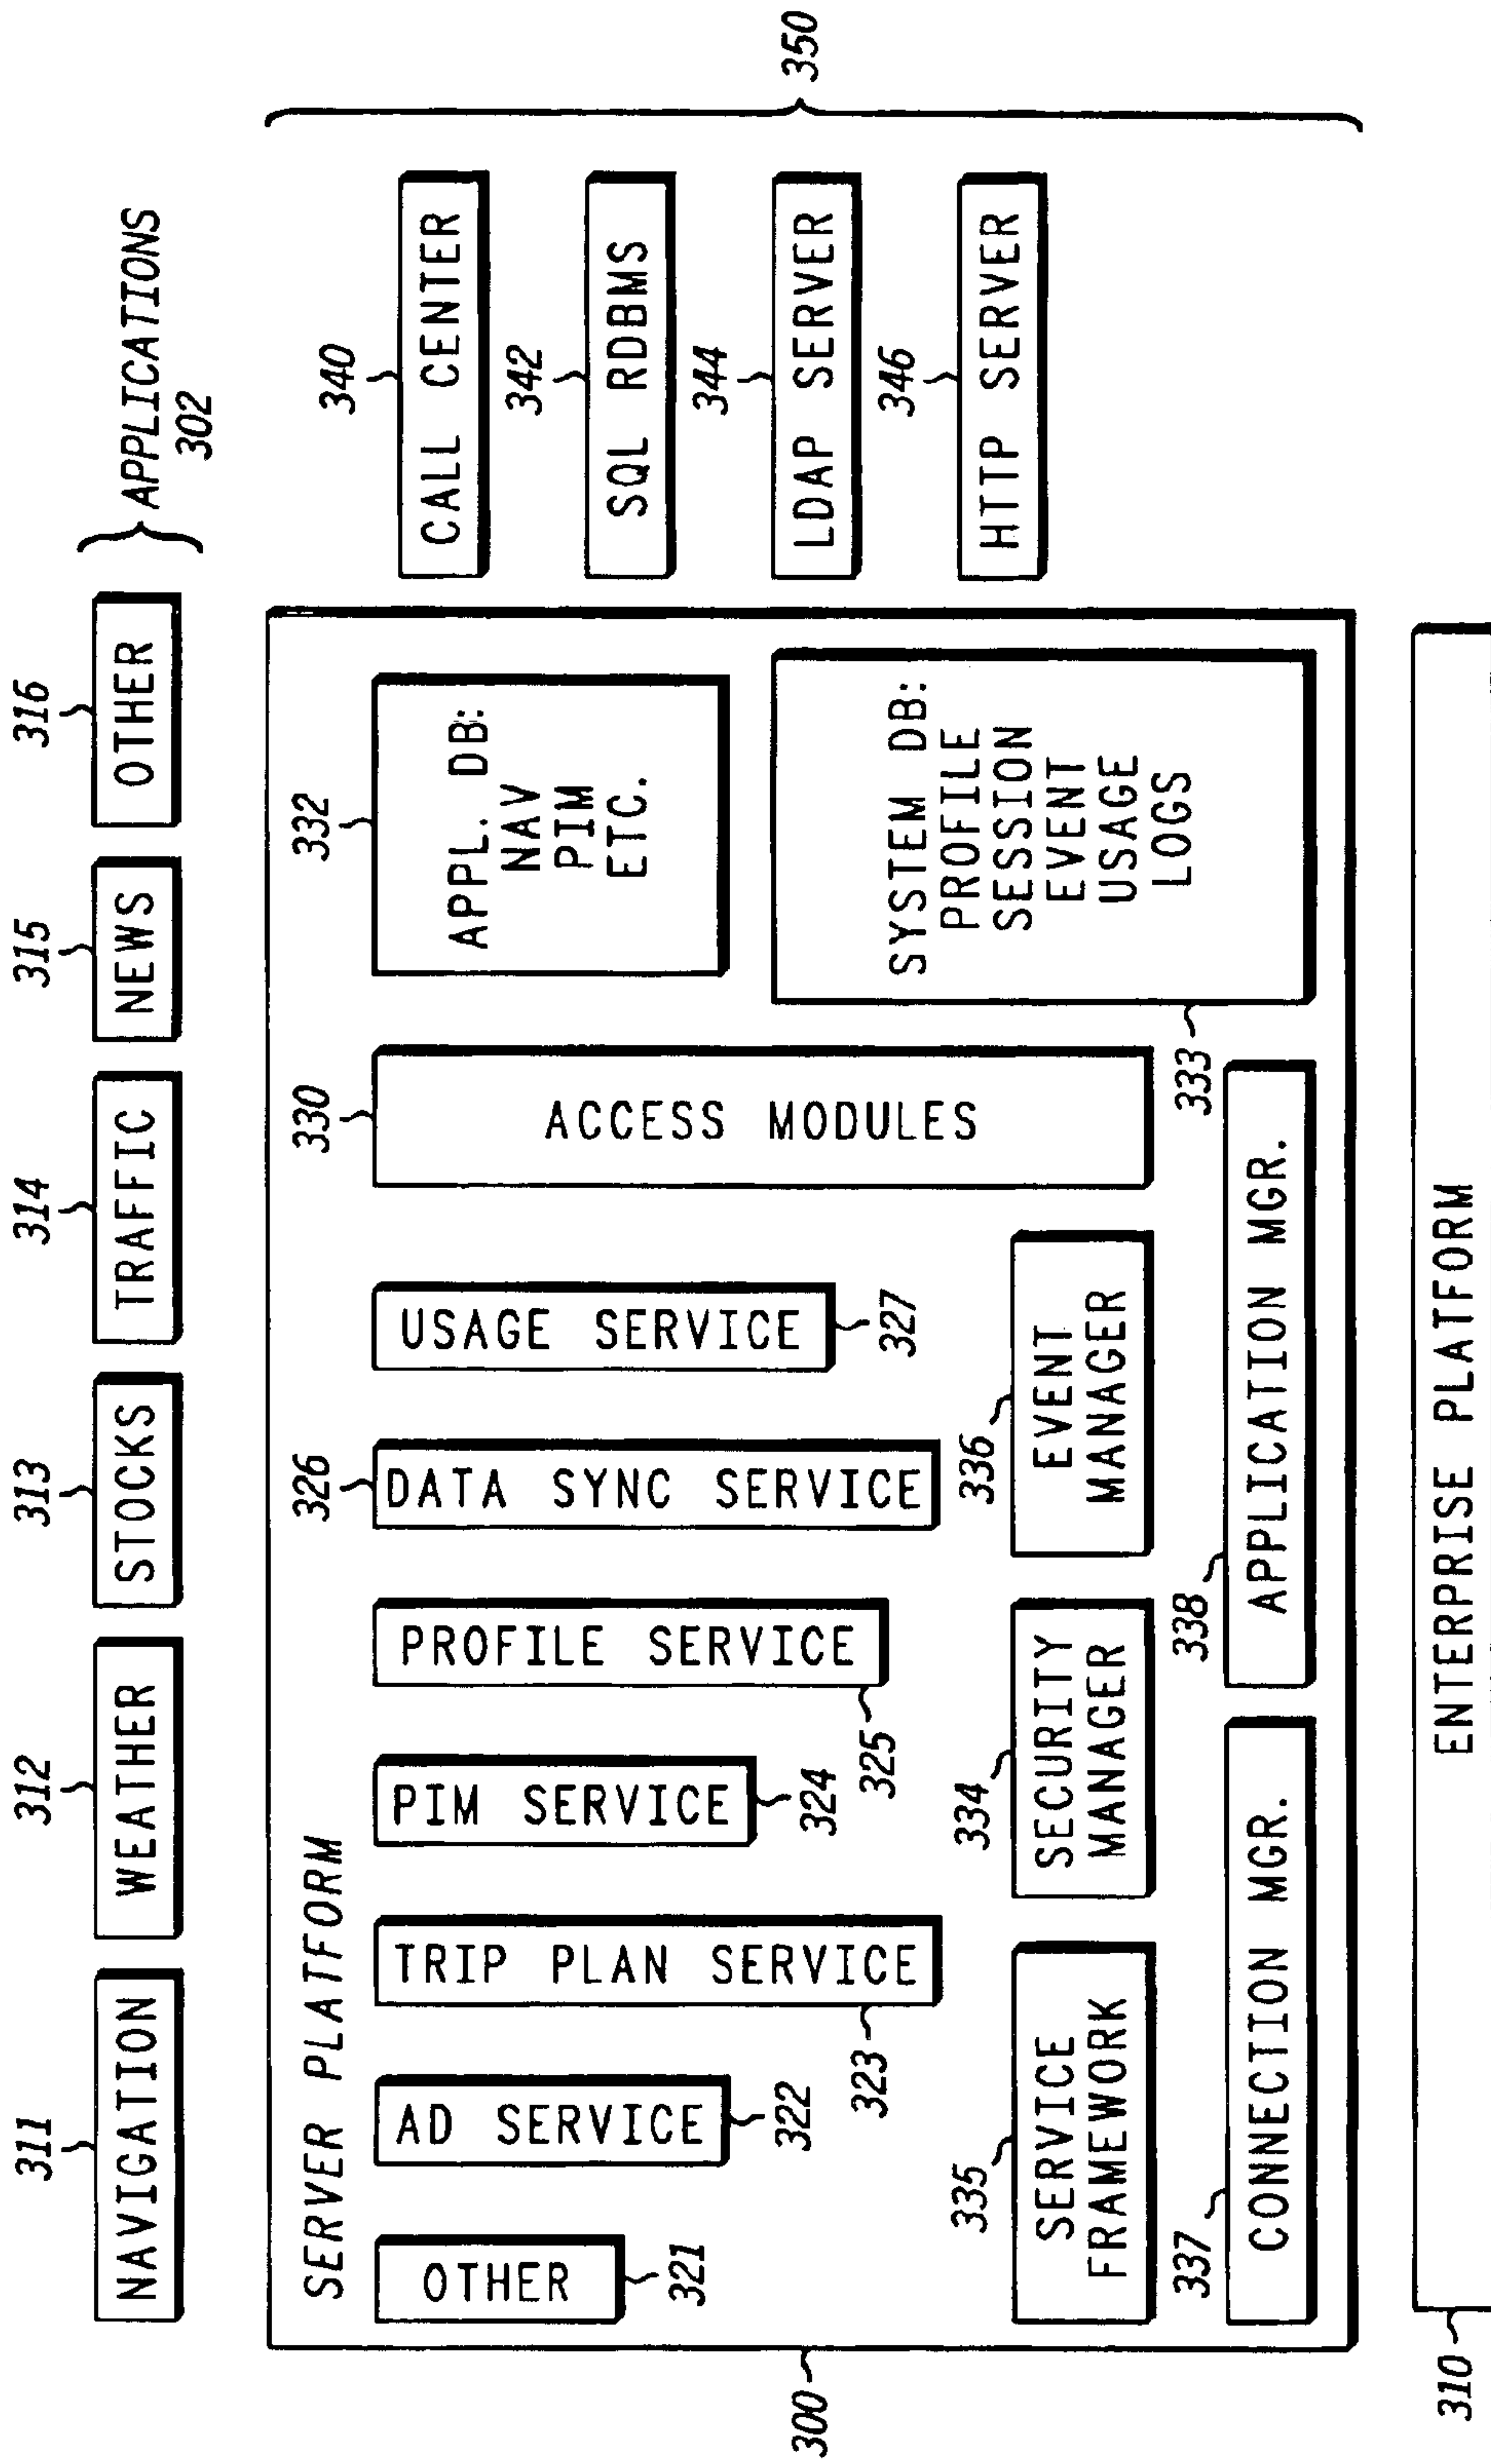 311
312
313
314
315
316
NAVIGATION
WEATHER
STOCKS
TRAFFIC
NEWS
OTHER
APPLICATIONS
302
SERVER PLATFORM
326
330
332
OTHER
AD SERVICE
TRIP PLAN SERVICE
PIM SERVICE
PROFILE SERVICE
DATA SYNC SERVICE
USAGE SERVICE
ACCESS MODULES
APPL. DB:
NAV
PIM
ETC.
321
322
323
324
325
327
335
334
336
SERVICE
FRAMEWORK
SECURITY
MANAGER
EVENT
MANAGER
SYSTEM DB:
PROFILE
SESSION
EVENT
USAGE
LOGS
333
337
338
CONNECTION MGR.
APPLICATION MGR.
300
340
CALL CENTER
342
SQL RDBMS
344
LDAP SERVER
346
HTTP SERVER
350
ENTERPRISE PLATFORM
310